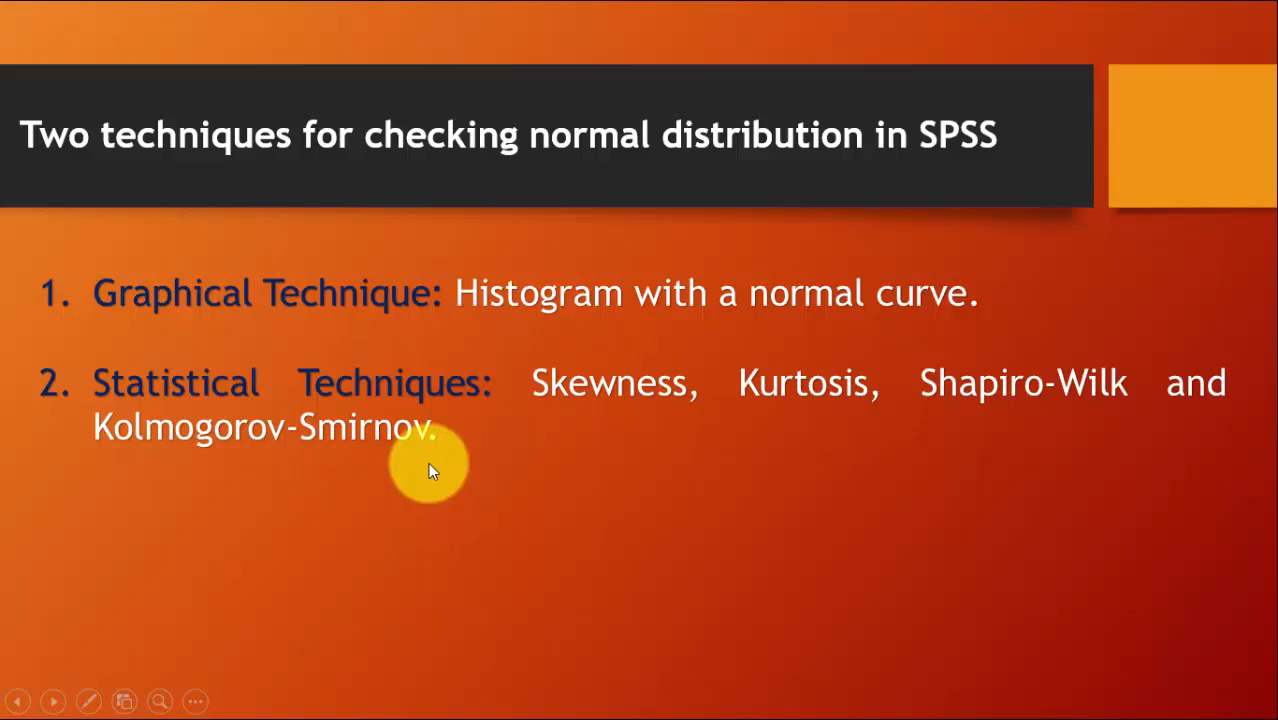 Two techniques for checking normal distribution in SPSS
1. Graphical Technique: Histogram with a normal curve.
2. Statistical Techniques: Skewness, Kurtosis, Shapiro-Wilk and
Kolmogorov-Smirnov.